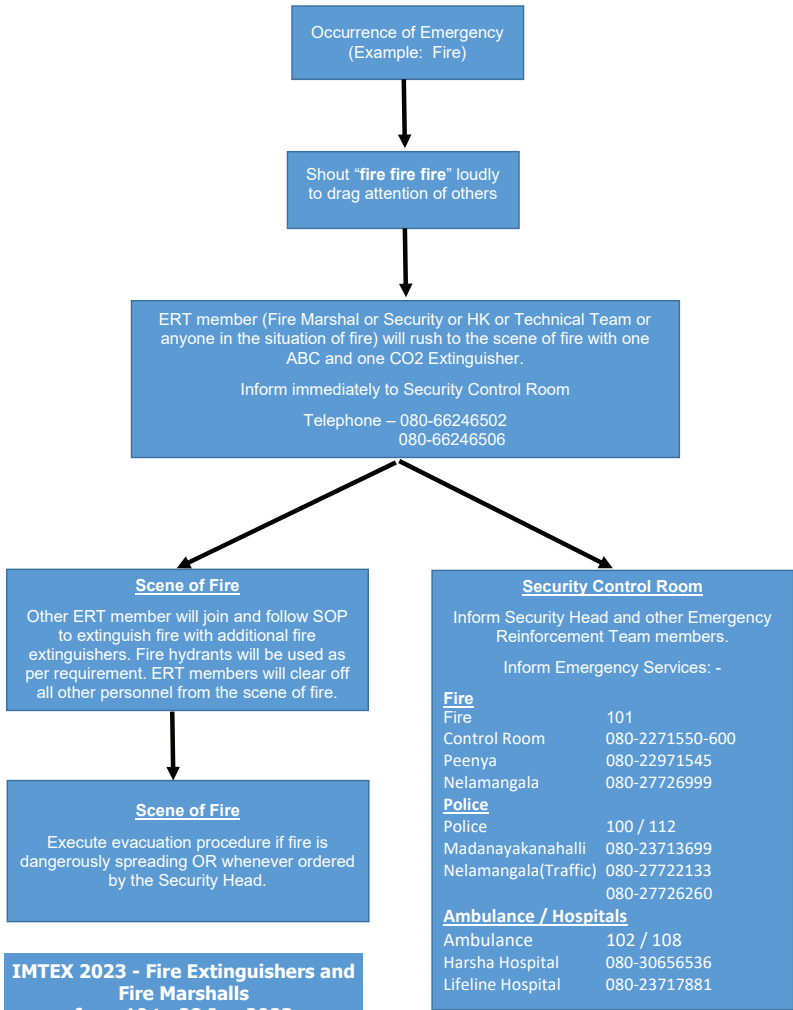 Occurrence of Emergency
(Example: Fire)
Shout “fire fire fire” loudly
to drag attention of others
ERT member (Fire Marshal or Security or HK or Technical Team or
anyone in the situation of fire) will rush to the scene of fire with one
ABC and one CO2 Extinguisher.
Inform immediately to Security Control Room
Telephone – 080-66246502
080-66246506
Scene of Fire
Other ERT member will join and follow SOP
to extinguish fire with additional fire
extinguishers. Fire hydrants will be used as
per requirement. ERT members will clear off
all other personnel from the scene of fire.
Scene of Fire
Execute evacuation procedure if fire is
dangerously spreading OR whenever ordered
by the Security Head.
IMTEX 2023 - Fire Extinguishers and
Fire Marshalls
Security Control Room
Inform Security Head and other Emergency
Reinforcement Team members.
Inform Emergency Services: -
Fire
Fire 101
Control Room 080-2271550-600
Peenya 080-22971545
Nelamangala 080-27726999
Police
Police 100 / 112
Madanayakanahalli 080-23713699
Nelamangala(Traffic) 080-27722133
080-27726260
Ambulance / Hospitals
Ambulance 102 / 108
Harsha Hospital 080-30656536
Lifeline Hospital 080-23717881